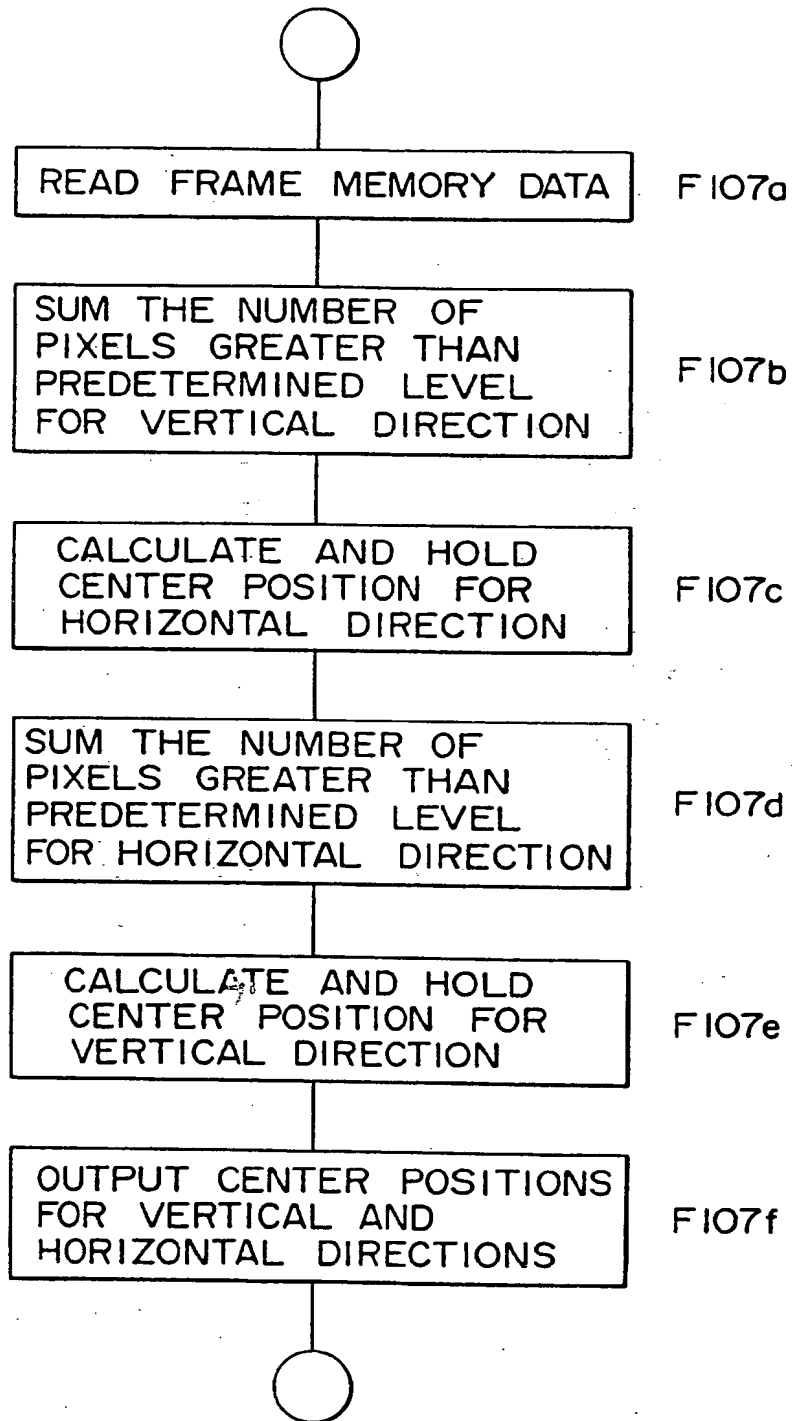 READ FRAME MEMORY DATA F107a
SUM THE NUMBER OF
PIXELS GREATER THAN
PREDETERMINED LEVEL
FOR VERTICAL DIRECTION
F107b
CALCULATE AND HOLD
CENTER POSITION FOR
HORIZONTAL DIRECTION
F107c
SUM THE NUMBER OF
PIXELS GREATER THAN
PREDETERMINED LEVEL
FOR HORIZONTAL DIRECTION
F107d
CALCULATE AND HOLD
CENTER POSITION FOR
VERTICAL DIRECTION
F107e
OUTPUT CENTER POSITIONS
FOR VERTICAL AND
HORIZONTAL DIRECTIONS
F107f